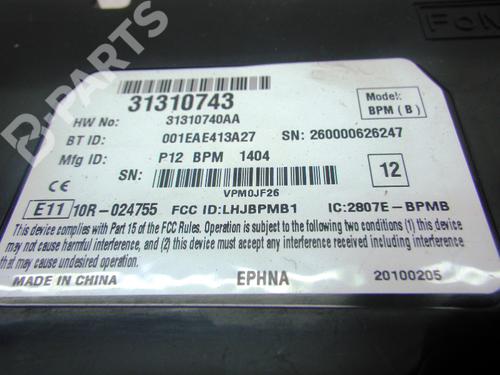 B-PARTS
FoM
31310743
Model:
BPM (B)
HW No: 31310740AA
BT ID: 001EAE413A27 SN: 260000626247
Mfg ID: P12 BPM 1404
12
SN:
VPM0JF26
E11 10R-024755 FCC ID:LHJBPMB1 IC:2807E-BPMB
This device complies with Part 15 of the FCC Rules. Operation is subject to the following two conditions (1) this device
may not cause harmful interference, and (2) this device must accept any interference received including interference
that may cause undesired operation.
MADE IN CHINA EPHNA 20100205